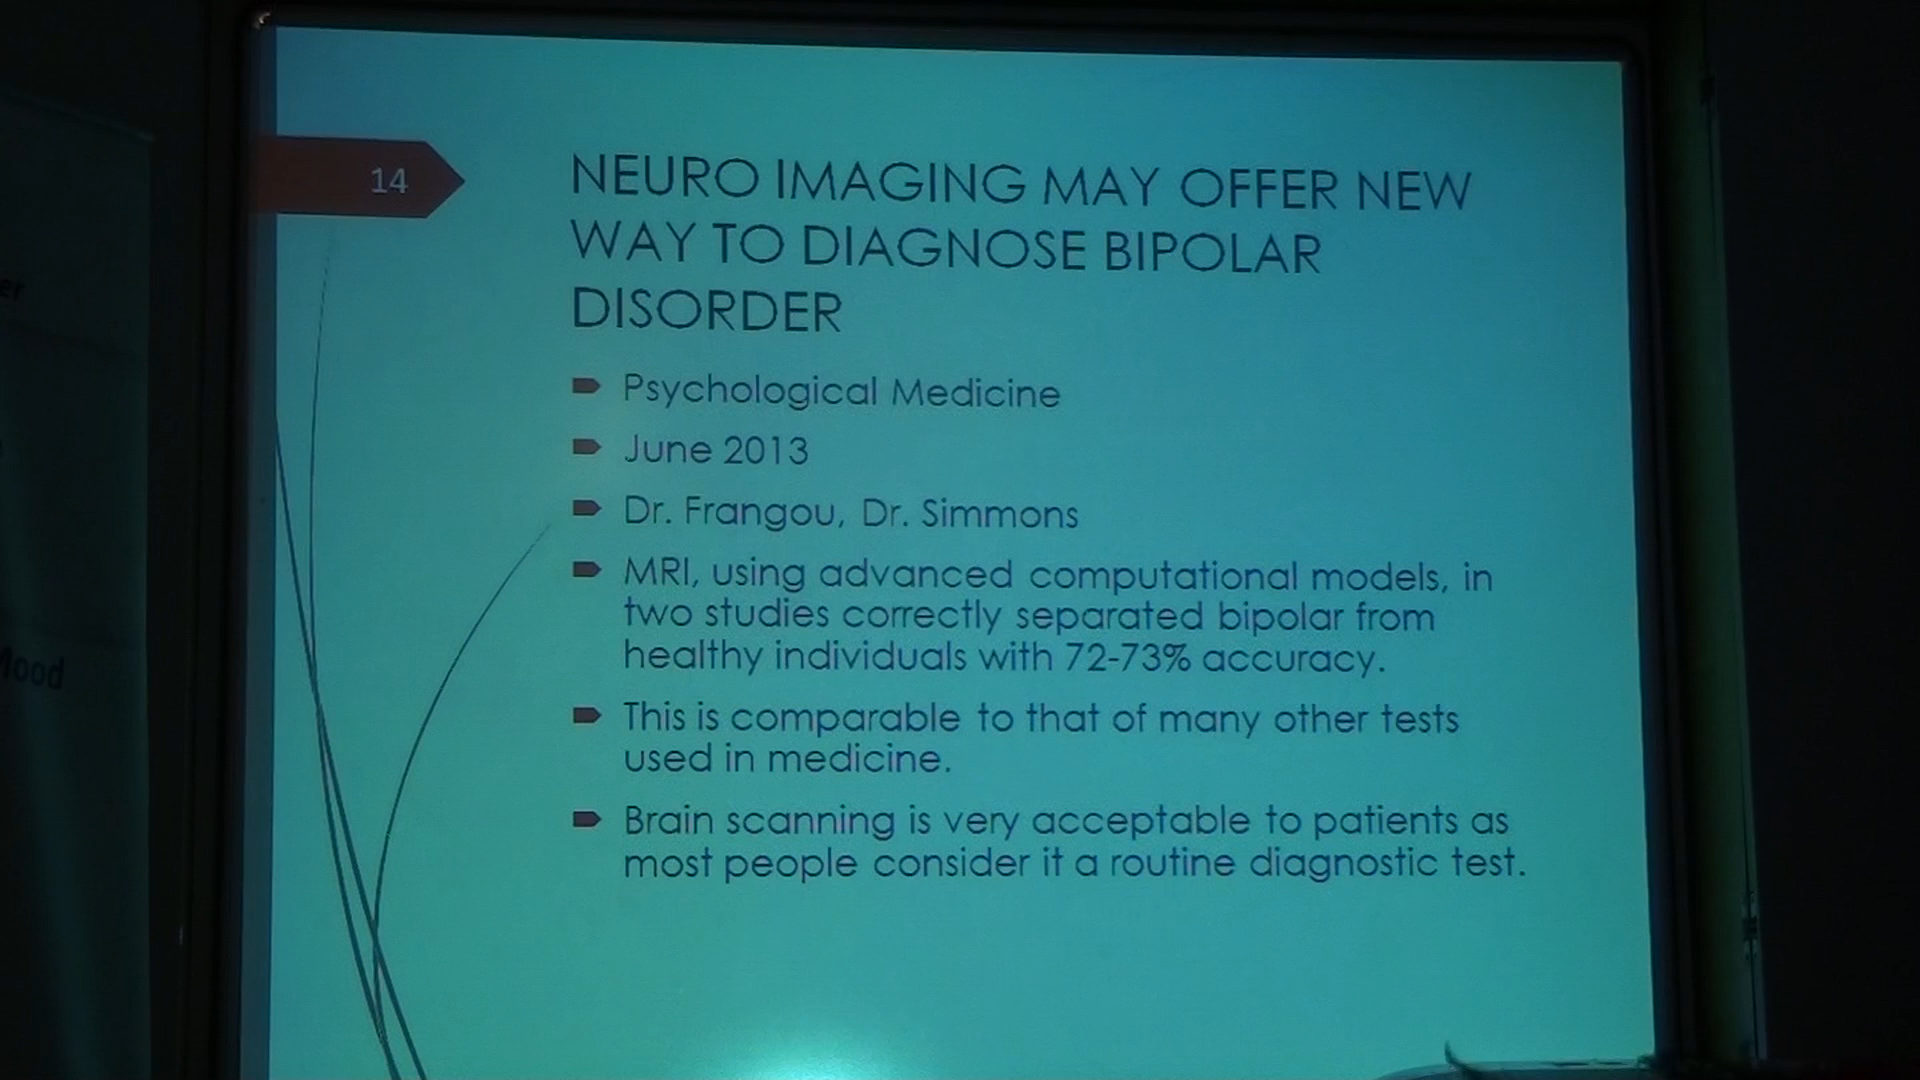 14
NEURO IMAGING MAY OFFER NEW
WAY TO DIAGNOSE BIPOLAR
DISORDER
Psychological Medicine
June 2013
Dr. Frangou, Dr. Simmons
MRI, using advanced computational models, in
two studies correctly separated bipolar from
healthy individuals with 72-73% accuracy.
This is comparable to that of many other tests
used in medicine.
Brain scanning is very acceptable to patients as
most people consider it a routine diagnostic test.
er
Mood